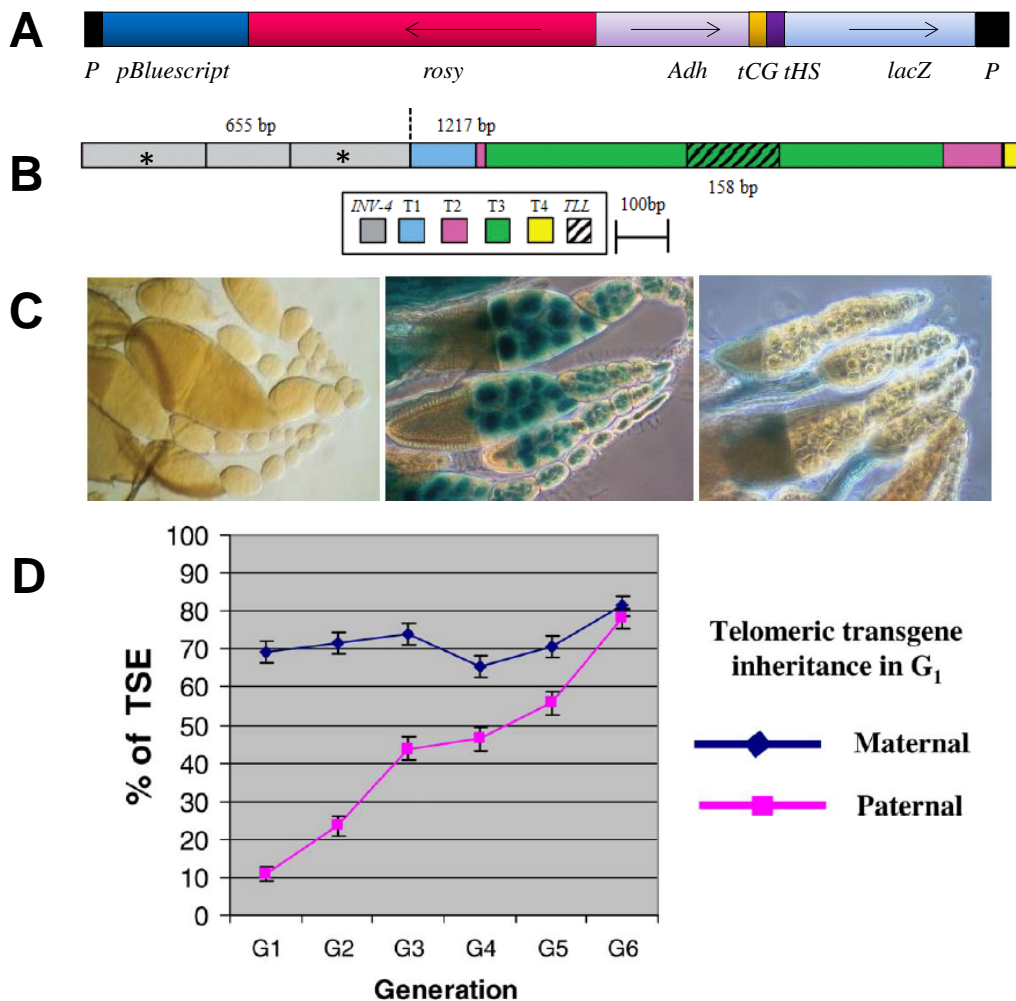 A
P pBluescript rosy Adh tCG tHS lacZ P
655 bp 1217 bp
* *
B
158 bp
INV-4 T1 T2 T3 T4 TLL
100bp
C
D
% of TSE
100
90
80
70
60
50
40
30
20
10
0
G1 G2 G3 G4 G5 G6
Generation
Telomeric transgene
inheritance in G1
Maternal
Paternal